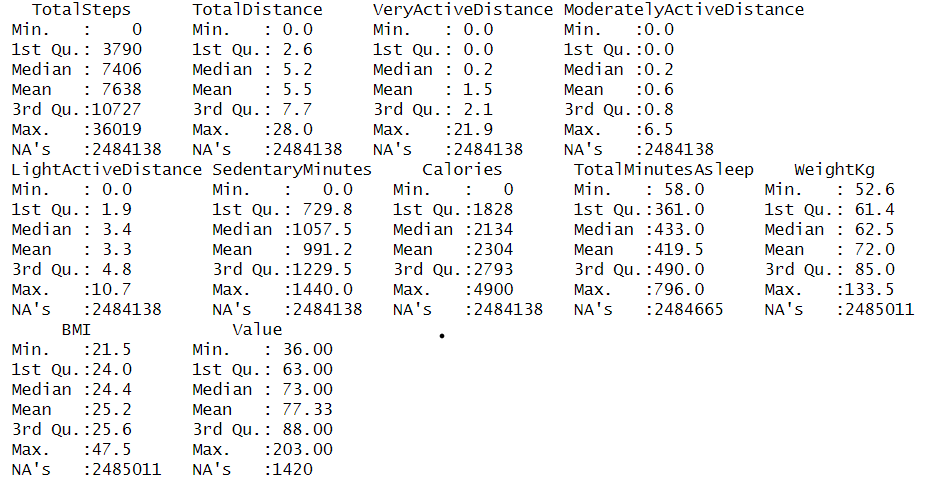 TotalSteps      TotalDistance     VeryActiveDistance ModeratelyActiveDistance
Min.   :    0     Min.   : 0.0      Min.   : 0.0       Min.   :0.0
1st Qu.: 3790     1st Qu.: 2.6      1st Qu.: 0.0       1st Qu.:0.0
Median : 7406     Median : 5.2      Median : 0.2       Median :0.2
Mean   : 7638     Mean   : 5.5      Mean   : 1.5       Mean   :0.6
3rd Qu.:10727     3rd Qu.: 7.7      3rd Qu.: 2.1       3rd Qu.:0.8
Max.   :36019     Max.   :28.0      Max.   :21.9       Max.   :6.5
NA's   :2484138   NA's   :2484138   NA's   :2484138    NA's   :2484138
LightActiveDistance SedentaryMinutes     Calories       TotalMinutesAsleep    WeightKg
Min.   : 0.0        Min.   :   0.0    Min.   :   0      Min.   : 58.0      Min.   : 52.6
1st Qu.: 1.9        1st Qu.: 729.8    1st Qu.:1828      1st Qu.:361.0      1st Qu.: 61.4
Median : 3.4        Median :1057.5    Median :2134      Median :433.0      Median : 62.5
Mean   : 3.3        Mean   : 991.2    Mean   :2304      Mean   :419.5      Mean   : 72.0
3rd Qu.: 4.8        3rd Qu.:1229.5    3rd Qu.:2793      3rd Qu.:490.0      3rd Qu.: 85.0
Max.   :10.7        Max.   :1440.0    Max.   :4900      Max.   :796.0      Max.   :133.5
NA's   :2484138     NA's   :2484138   NA's   :2484138   NA's   :2484665    NA's   :2485011
     BMI              Value
Min.   :21.5      Min.   : 36.00
1st Qu.:24.0      1st Qu.: 63.00
Median :24.4      Median : 73.00
Mean   :25.2      Mean   : 77.33
3rd Qu.:25.6      3rd Qu.: 88.00
Max.   :47.5      Max.   :203.00
NA's   :2485011   NA's   :1420